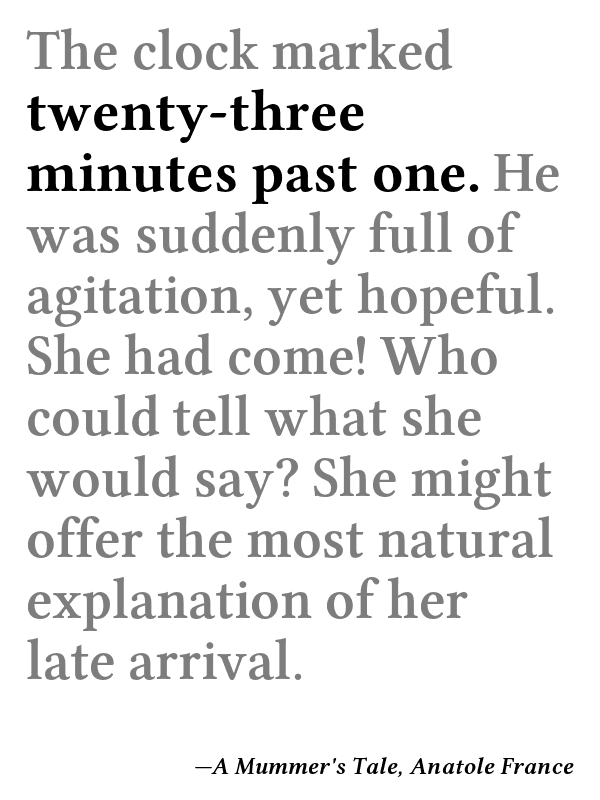 The clock marked
twenty-three
minutes past one. He
was suddenly full of
agitation, yet hopeful.
She had come! Who
could tell what she
would say? She might
offer the most natural
explanation of her
late arrival.
—A Mummer's Tale, Anatole France